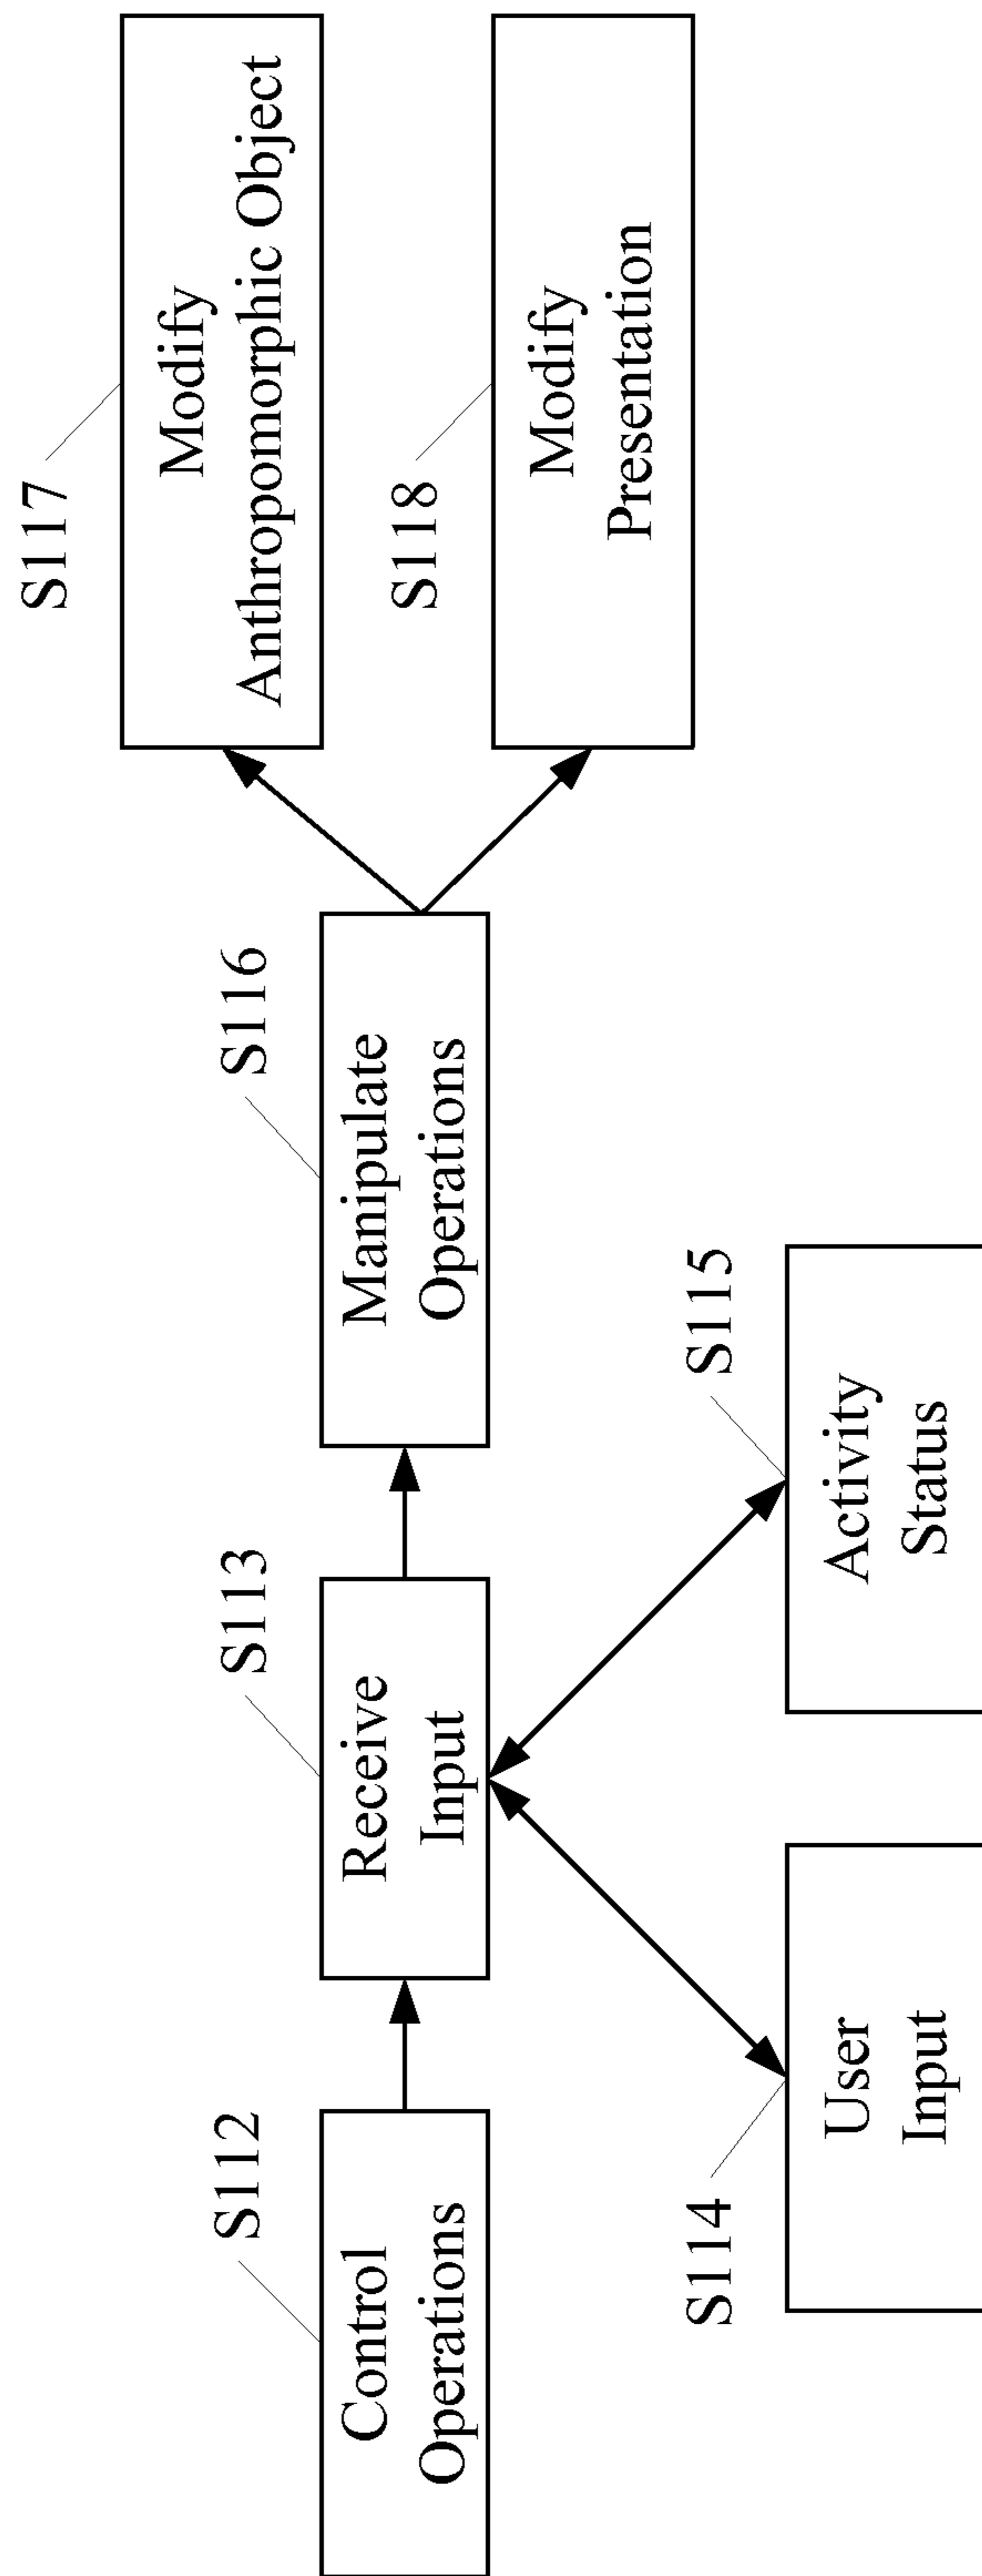 S112
Control
Operations
S113
Receive
Input
S114
User
Input
S115
Activity
Status
S116
Manipulate
Operations
S117
Modify
Anthropomorphic Object
S118
Modify
Presentation